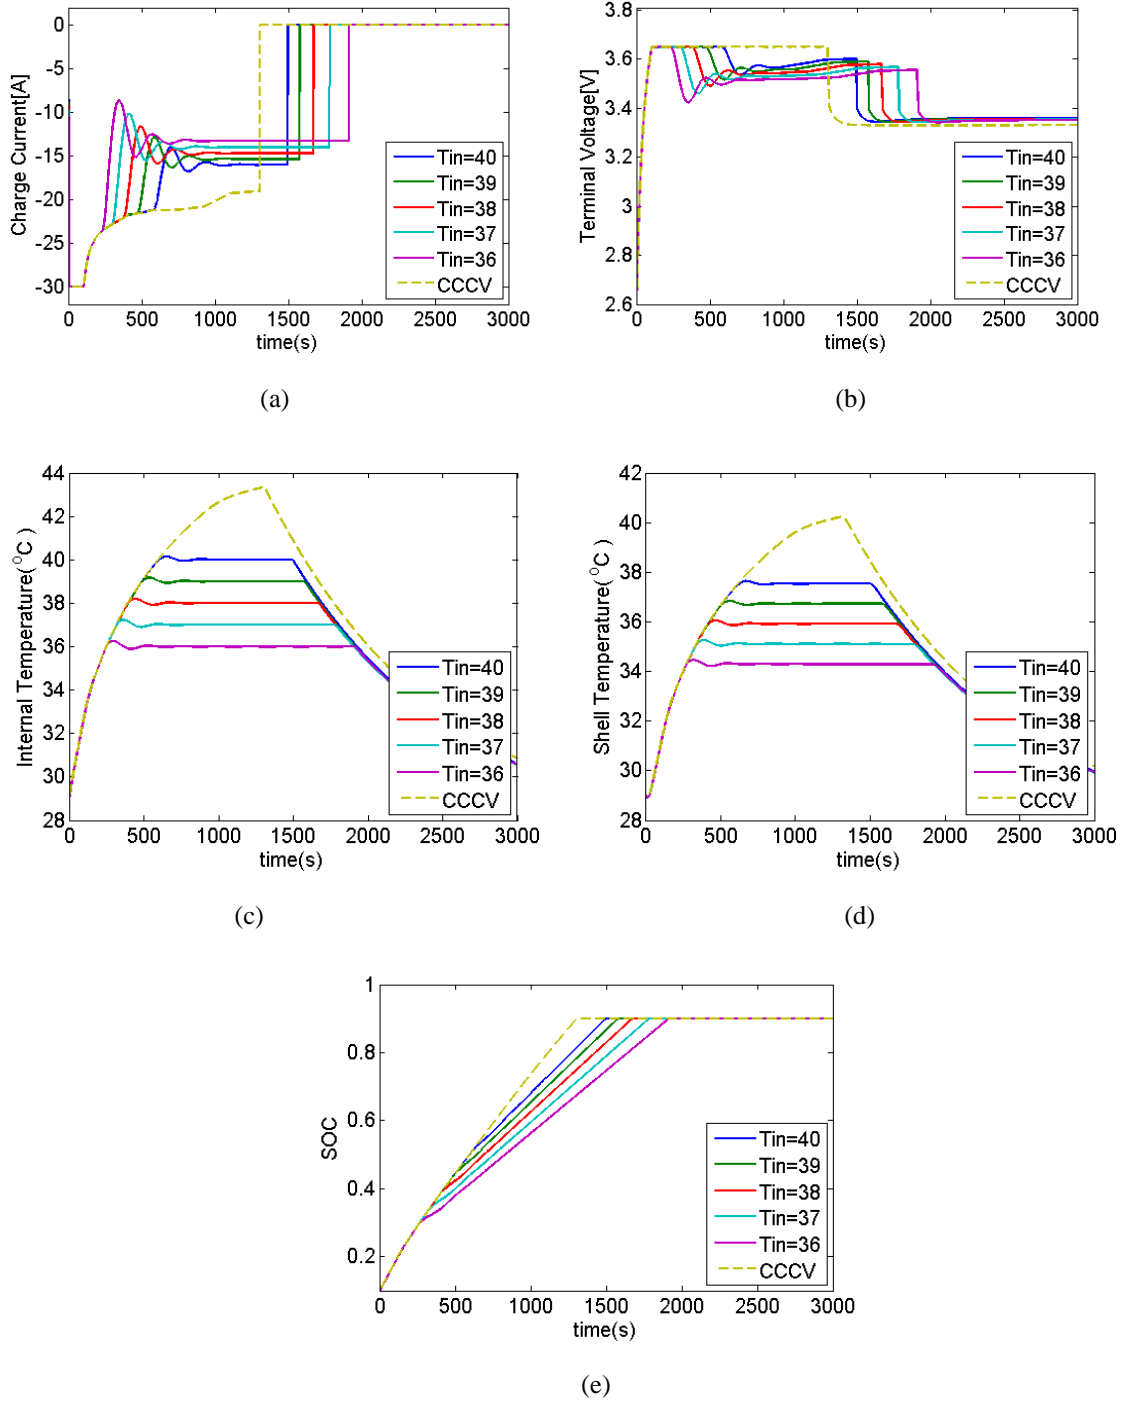 0
-5
-10
-15
-20
-25
-30
Charge Current[A]
0 500 1000 1500 2000 2500 3000
time(s)
Tin=40
Tin=39
Tin=38
Tin=37
Tin=36
CCCV
(a)
3.8
3.6
3.4
3.2
3
2.8
2.6
Terminal Voltage[V]
0 500 1000 1500 2000 2500 3000
time(s)
Tin=40
Tin=39
Tin=38
Tin=37
Tin=36
CCCV
(b)
44
42
40
38
36
34
32
30
28
Internal Temperature( ⁰C )
0 500 1000 1500 2000 2500 3000
time(s)
Tin=40
Tin=39
Tin=38
Tin=37
Tin=36
CCCV
(c)
42
40
38
36
34
32
30
28
Shell Temperature( ⁰C )
0 500 1000 1500 2000 2500 3000
time(s)
Tin=40
Tin=39
Tin=38
Tin=37
Tin=36
CCCV
(d)
1
0.8
0.6
0.4
0.2
SOC
0 500 1000 1500 2000 2500 3000
time(s)
Tin=40
Tin=39
Tin=38
Tin=37
Tin=36
CCCV
(e)